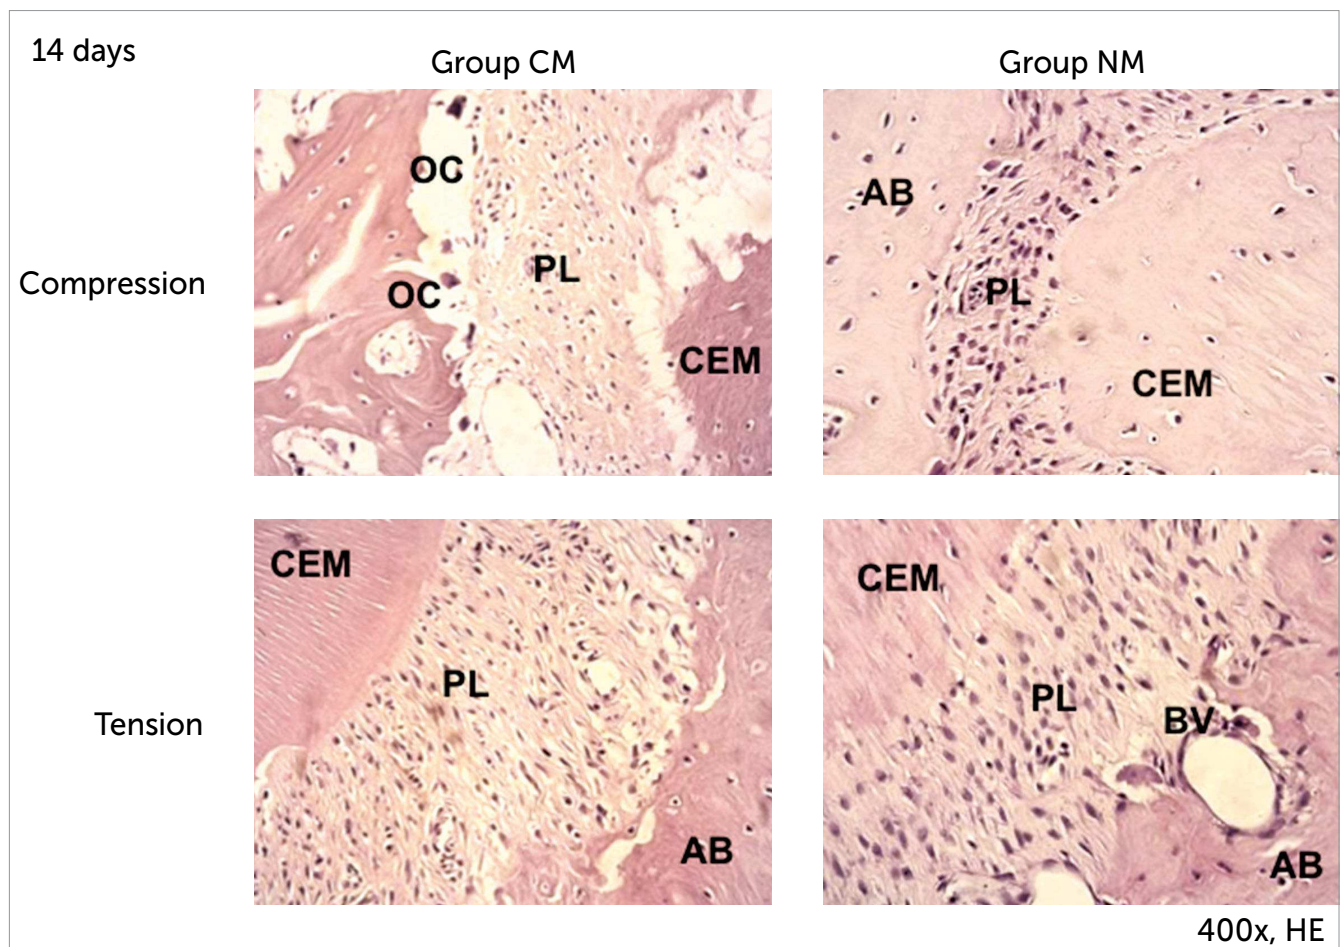 14 days
Group CM
Group NM
Compression
OC
OC
PL
CEM
AB
PL
CEM
Tension
CEM
PL
AB
CEM
PL
BV
AB
400x, HE